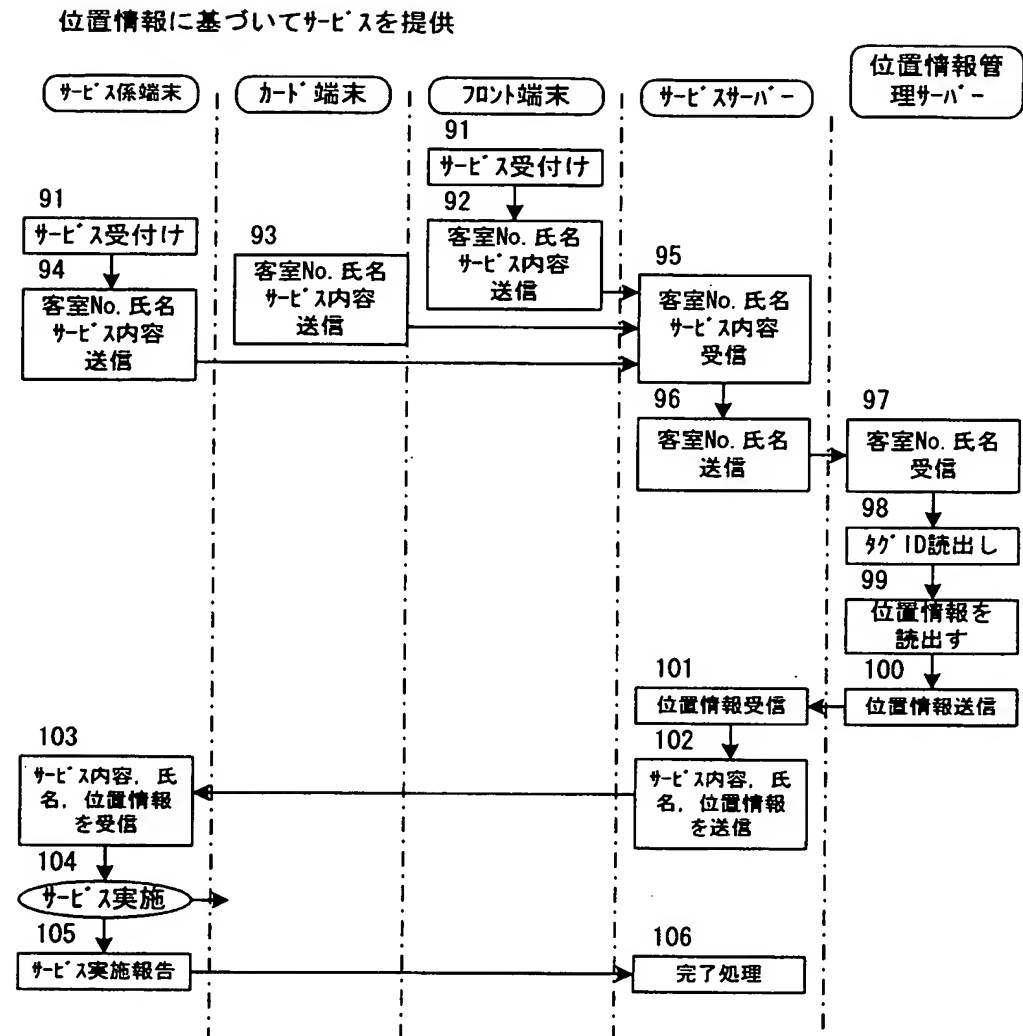 位置情報に基づいてｻｰﾋﾞｽを提供
ｻｰﾋﾞｽ係端末
ｶｰﾄﾞ端末
ﾌﾛﾝﾄ端末
ｻｰﾋﾞｽｻｰﾊﾞｰ
位置情報管
理ｻｰﾊﾞｰ
91
ｻｰﾋﾞｽ受付け
92
客室No.氏名
ｻｰﾋﾞｽ内容
送信
91
ｻｰﾋﾞｽ受付け
94
客室No.氏名
ｻｰﾋﾞｽ内容
送信
93
客室No.氏名
ｻｰﾋﾞｽ内容
送信
95
客室No.氏名
ｻｰﾋﾞｽ内容
受信
96
客室No.氏名
送信
97
客室No.氏名
受信
98
ﾀｸﾞID読出し
99
位置情報を
読出す
100
位置情報送信
101
位置情報受信
102
ｻｰﾋﾞｽ内容, 氏
名, 位置情報
を送信
103
ｻｰﾋﾞｽ内容, 氏
名, 位置情報
を受信
104
ｻｰﾋﾞｽ実施
105
ｻｰﾋﾞｽ実施報告
106
完了処理